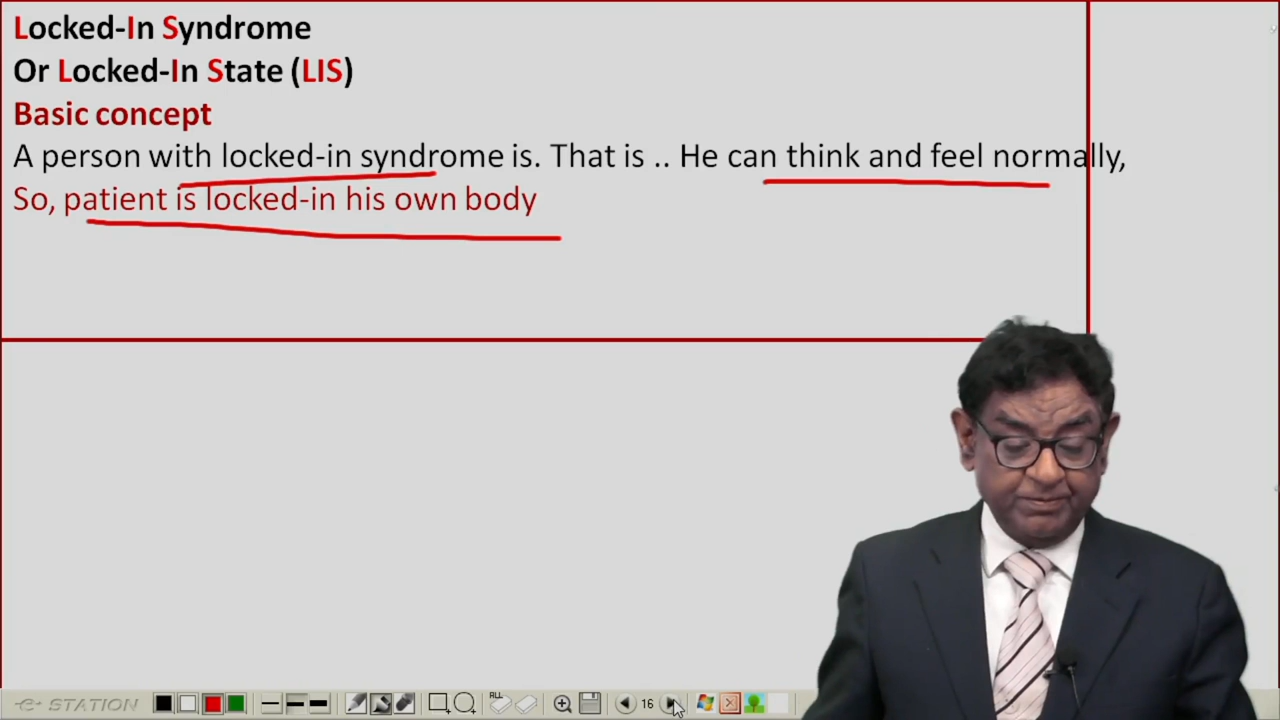 Locked-In Syndrome
Or Locked-In State (LIS)
Basic concept
A person with locked-in syndrome is. That is .. He can think and feel normally,
So, patient is locked-in his own body
e+ STATION
ALL
16